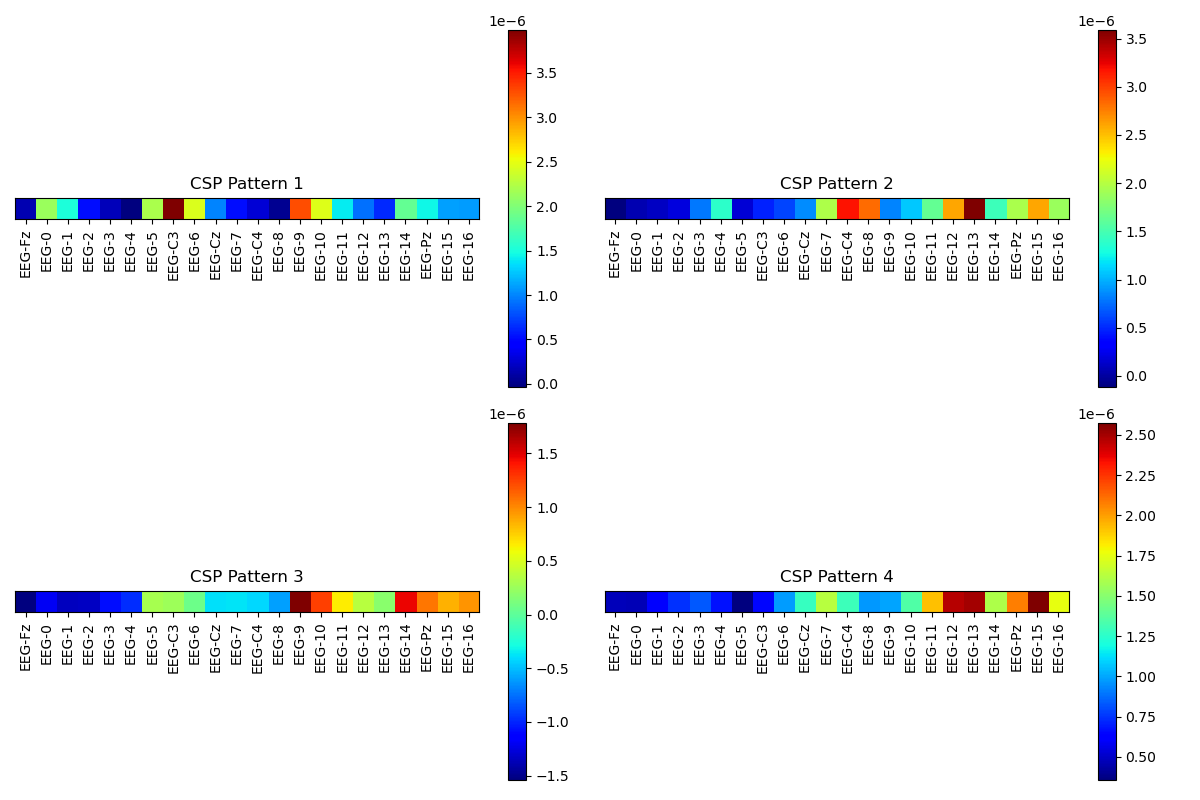 1e−6
CSP Pattern 1
3.5
3.0
2.5
2.0
1.5
1.0
0.5
0.0
EEG-Fz
EEG-0
EEG-1
EEG-2
EEG-3
EEG-4
EEG-5
EEG-C3
EEG-6
EEG-Cz
EEG-7
EEG-C4
EEG-8
EEG-9
EEG-10
EEG-11
EEG-12
EEG-13
EEG-14
EEG-Pz
EEG-15
EEG-16
1e−6
CSP Pattern 2
3.5
3.0
2.5
2.0
1.5
1.0
0.5
0.0
EEG-Fz
EEG-0
EEG-1
EEG-2
EEG-3
EEG-4
EEG-5
EEG-C3
EEG-6
EEG-Cz
EEG-7
EEG-C4
EEG-8
EEG-9
EEG-10
EEG-11
EEG-12
EEG-13
EEG-14
EEG-Pz
EEG-15
EEG-16
1e−6
CSP Pattern 3
1.5
1.0
0.5
0.0
−0.5
−1.0
−1.5
EEG-Fz
EEG-0
EEG-1
EEG-2
EEG-3
EEG-4
EEG-5
EEG-C3
EEG-6
EEG-Cz
EEG-7
EEG-C4
EEG-8
EEG-9
EEG-10
EEG-11
EEG-12
EEG-13
EEG-14
EEG-Pz
EEG-15
EEG-16
1e−6
CSP Pattern 4
2.50
2.25
2.00
1.75
1.50
1.25
1.00
0.75
0.50
EEG-Fz
EEG-0
EEG-1
EEG-2
EEG-3
EEG-4
EEG-5
EEG-C3
EEG-6
EEG-Cz
EEG-7
EEG-C4
EEG-8
EEG-9
EEG-10
EEG-11
EEG-12
EEG-13
EEG-14
EEG-Pz
EEG-15
EEG-16